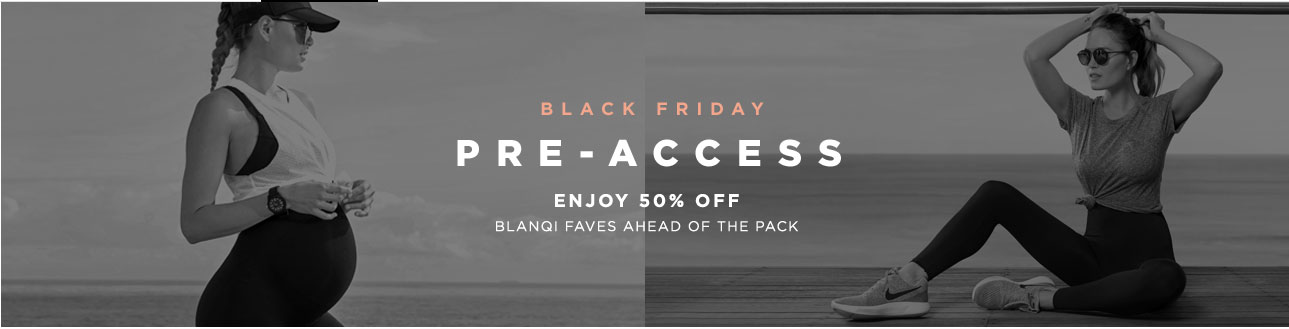 BLACK FRIDAY
PRE-ACCESS
ENJOY 50% OFF
BLANQI FAVES AHEAD OF THE PACK